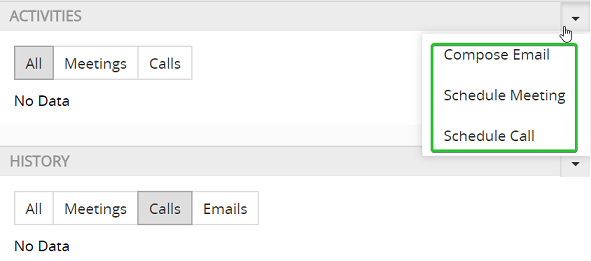 ACTIVITIES
All Meetings Calls
No Data
Compose Email
Schedule Meeting
Schedule Call
HISTORY
All Meetings Calls Emails
No Data